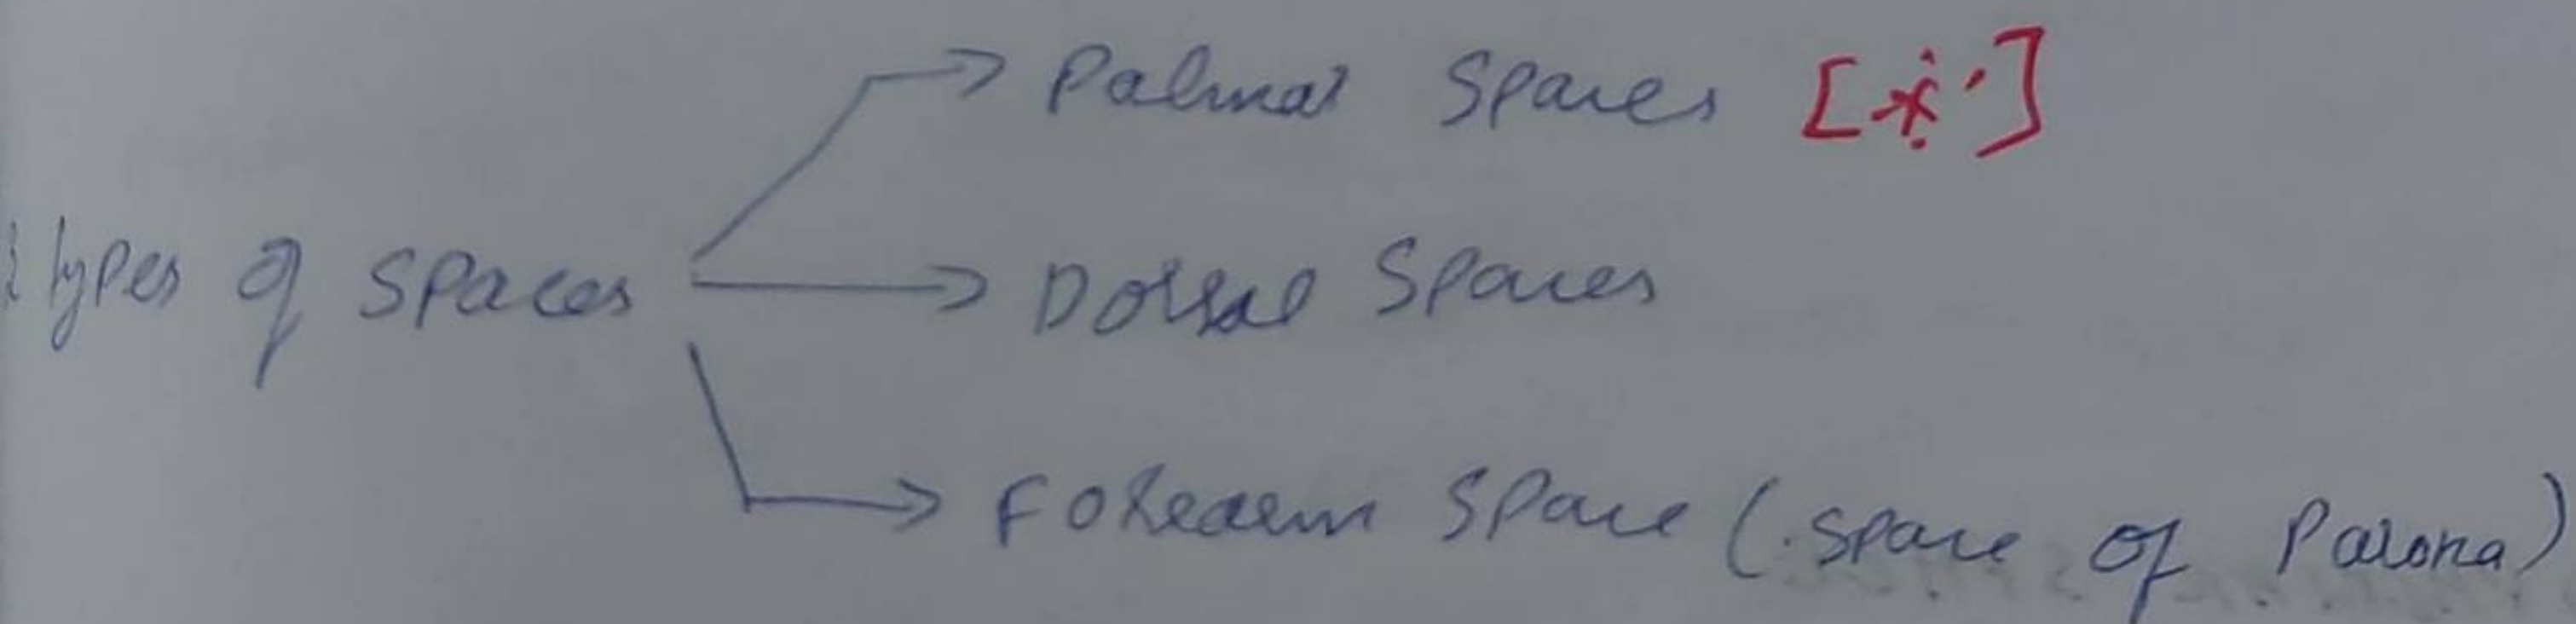 Palmar Spaces [*]
types of spaces
Dorsal Spaces
Forearm Space (space of Parona)